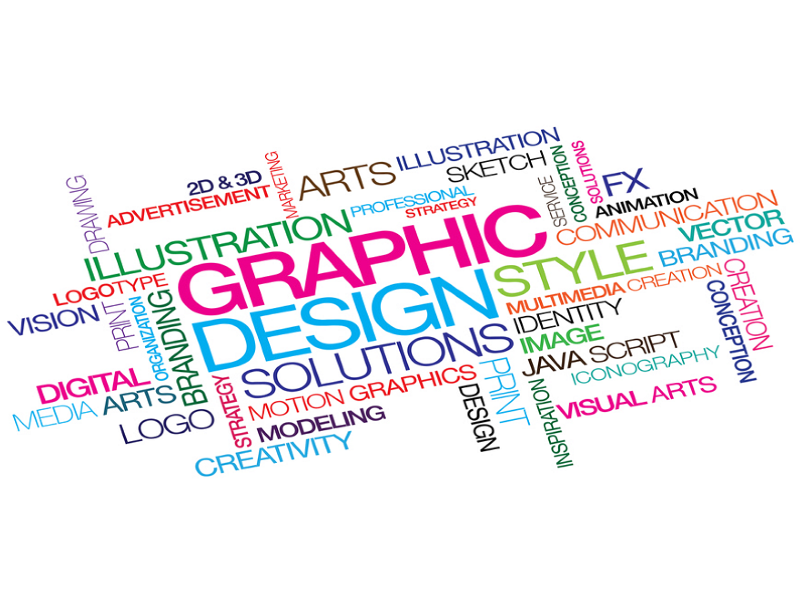 DRAWING
2D & 3D
ADVERTISEMENT
MARKETING
ARTS
ILLUSTRATION
SKETCH
PROFESSIONAL
STRATEGY
SERVICE
CONCEPTION
SOLUTIONS
FX
ANIMATION
COMMUNICATION
VECTOR
BRANDING
ILLUSTRATION
GRAPHIC
STYLE
LOGOTYPE
VISION
PRINT
ORGANIZATION
BRANDING
DESIGN
MULTIMEDIA CREATION
CREATION
CONCEPTION
IDENTITY
IMAGE
SOLUTIONS
JAVA SCRIPT
ICONOGRAPHY
DIGITAL
MEDIA ARTS
LOGO
STRATEGY
MOTION GRAPHICS
MODELING
CREATIVITY
DESIGN
PRINT
INSPIRATION
VISUAL ARTS